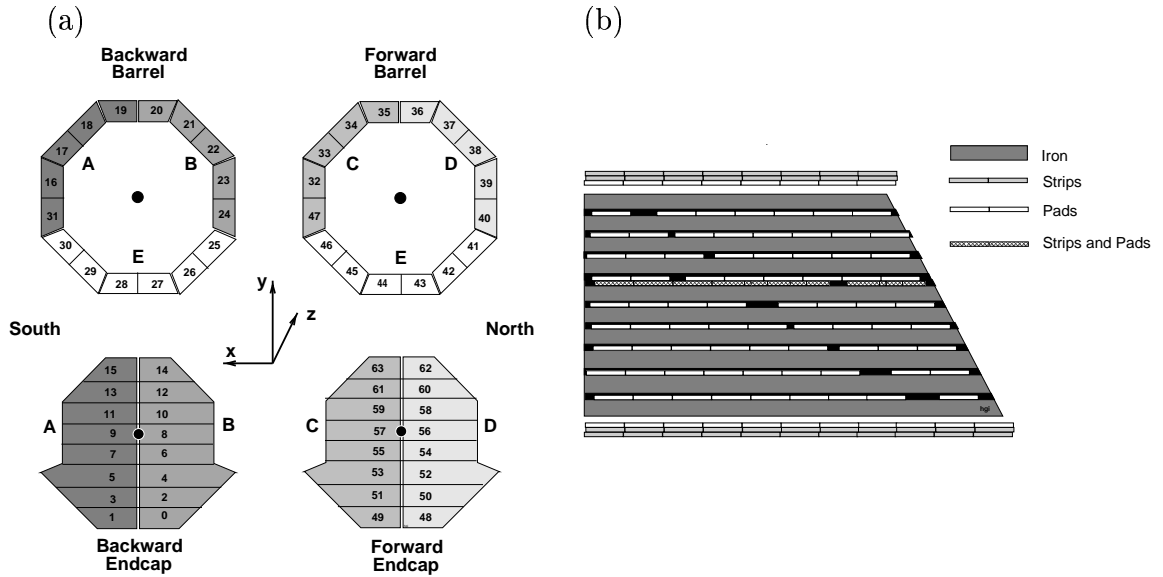 (a)
Backward
Barrel
19 20
18 21
17 22
A B
16 23
31 24
E
30 25
29 26
28 27
Forward
Barrel
35 36
34 37
33 38
C D
32 39
47 40
E
46 41
45 42
44 43
y
z
x
South
North
15 14
13 12
11 10
A B
9 8
7 6
5 4
3 2
1 0
Backward
Endcap
63 62
61 60
59 58
C D
57 56
55 54
53 52
51 50
49 48
Forward
Endcap
(b)
Iron
Strips
Pads
Strips and Pads
hgi